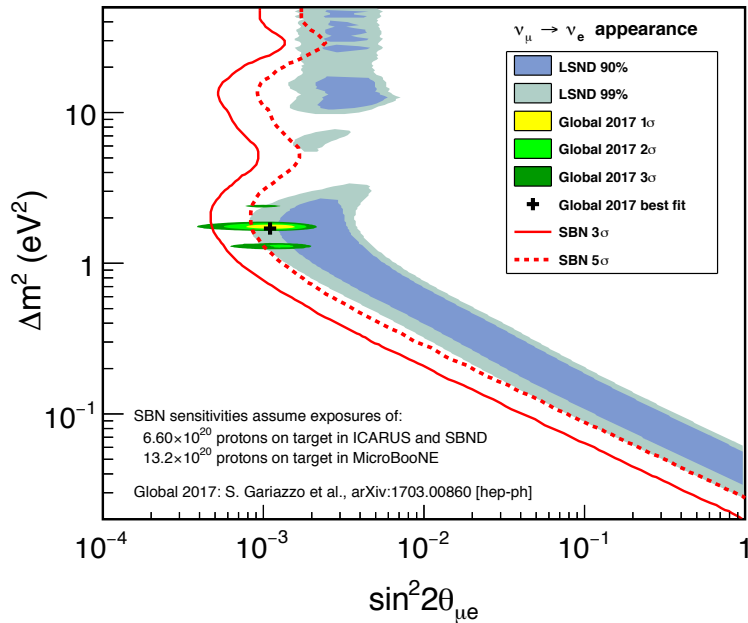 ν_μ → ν_e appearance
LSND 90%
LSND 99%
Global 2017 1σ
Global 2017 2σ
Global 2017 3σ
Global 2017 best fit
SBN 3σ
SBN 5σ
10
1
10⁻¹
Δm² (eV²)
SBN sensitivities assume exposures of:
6.60×10²⁰ protons on target in ICARUS and SBND
13.2×10²⁰ protons on target in MicroBooNE
Global 2017: S. Gariazzo et al., arXiv:1703.00860 [hep-ph]
10⁻⁴ 10⁻³ 10⁻² 10⁻¹ 1
sin²2θ_μe